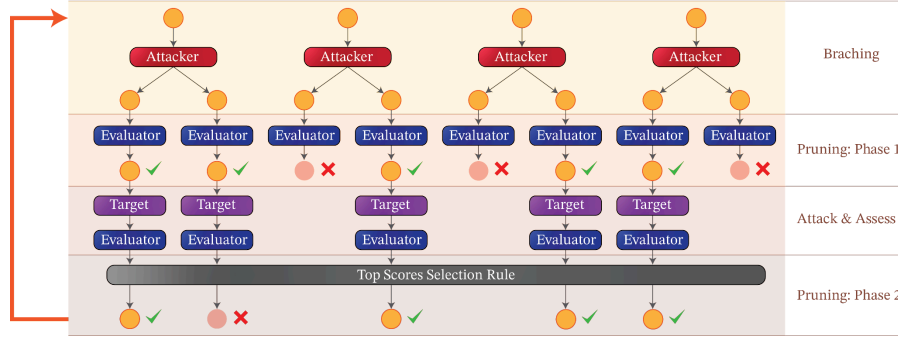 Attacker Attacker Attacker Attacker
Braching
Evaluator Evaluator Evaluator Evaluator Evaluator Evaluator Evaluator Evaluator
Pruning: Phase 1
Target Target Target Target Target
Attack & Assess
Evaluator Evaluator Evaluator Evaluator Evaluator
Top Scores Selection Rule
Pruning: Phase 2